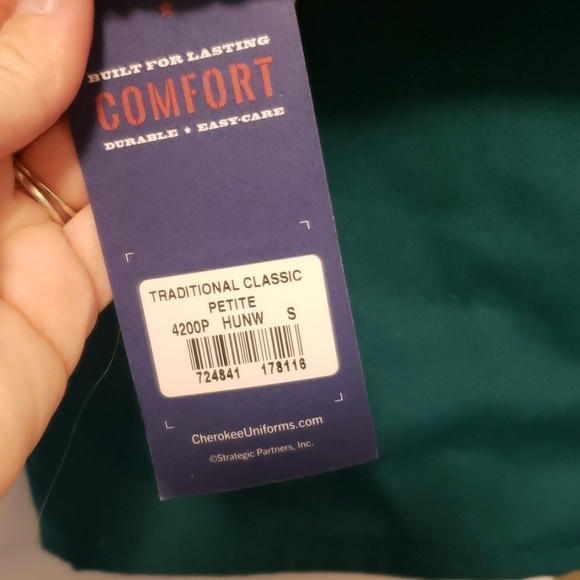 BUILT FOR LASTING
COMFORT
DURABLE ★ EASY-CARE
TRADITIONAL CLASSIC
PETITE
4200P HUNW S
724841 178116
CherokeeUniforms.com
©Strategic Partners, Inc.